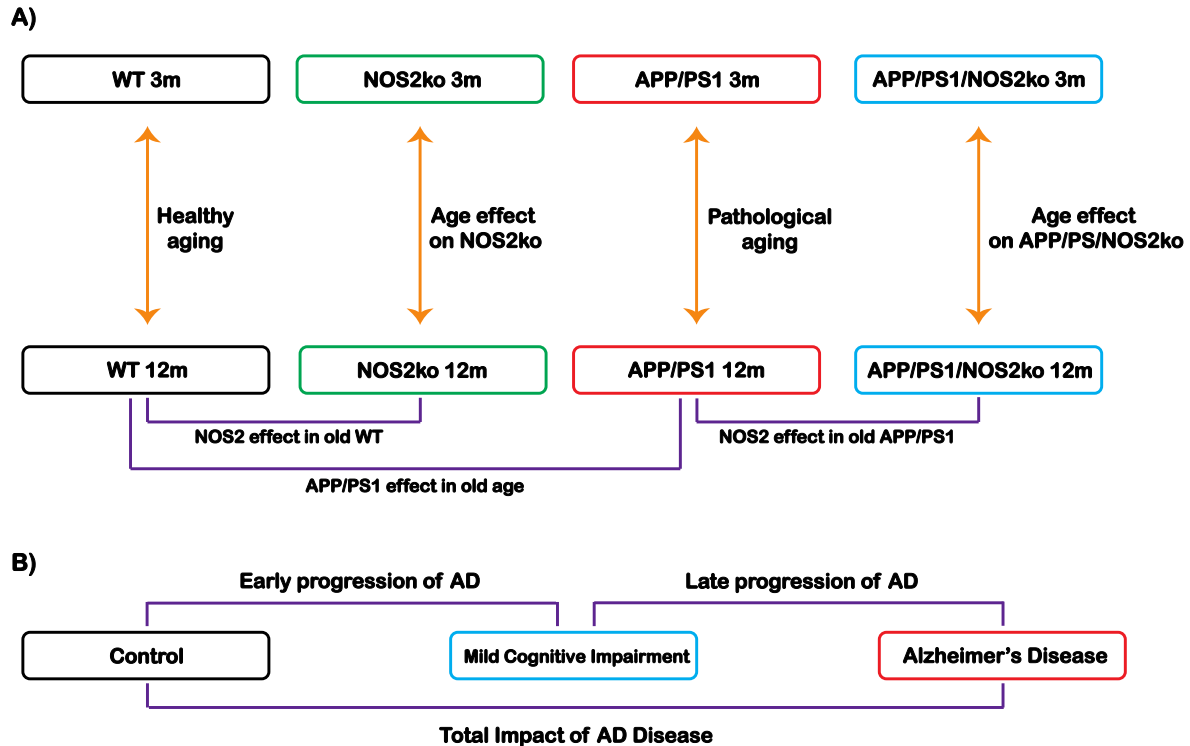 A)
WT 3m
NOS2ko 3m
APP/PS1 3m
APP/PS1/NOS2ko 3m
Healthy
aging
Age effect
on NOS2ko
Pathological
aging
Age effect
on APP/PS/NOS2ko
WT 12m
NOS2ko 12m
APP/PS1 12m
APP/PS1/NOS2ko 12m
NOS2 effect in old WT
NOS2 effect in old APP/PS1
APP/PS1 effect in old age
B)
Early progression of AD
Late progression of AD
Control
Mild Cognitive Impairment
Alzheimer's Disease
Total Impact of AD Disease